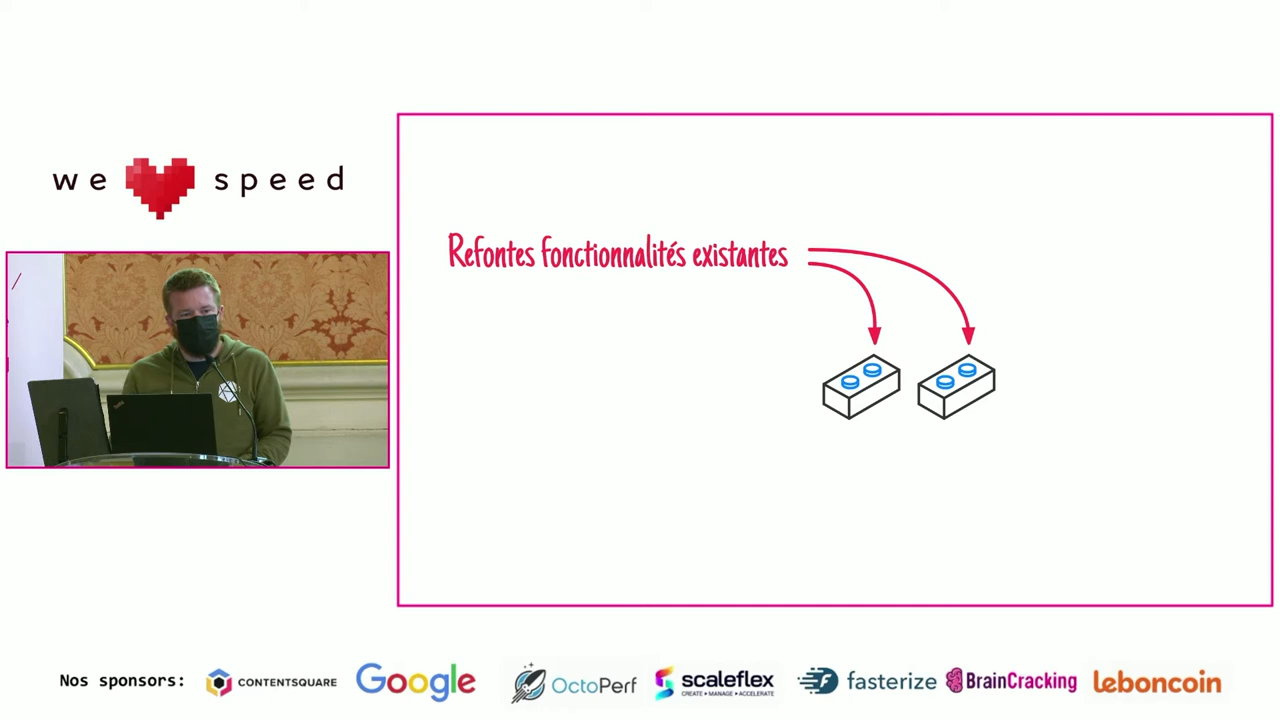 we speed
Refontes fonctionnalités existantes
Nos sponsors:
CONTENTSQUARE
Google
OctoPerf
scaleflex
CREATE • MANAGE • ACCELERATE
fasterize
BrainCracking
leboncoin